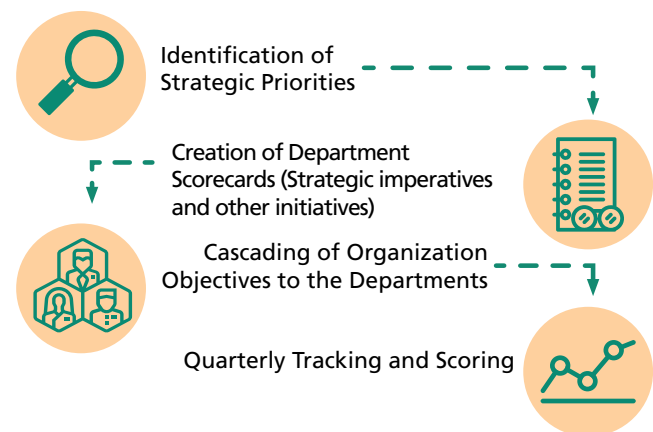 Identification of
Strategic Priorities
Creation of Department
Scorecards (Strategic imperatives
and other initiatives)
Cascading of Organization
Objectives to the Departments
Quarterly Tracking and Scoring